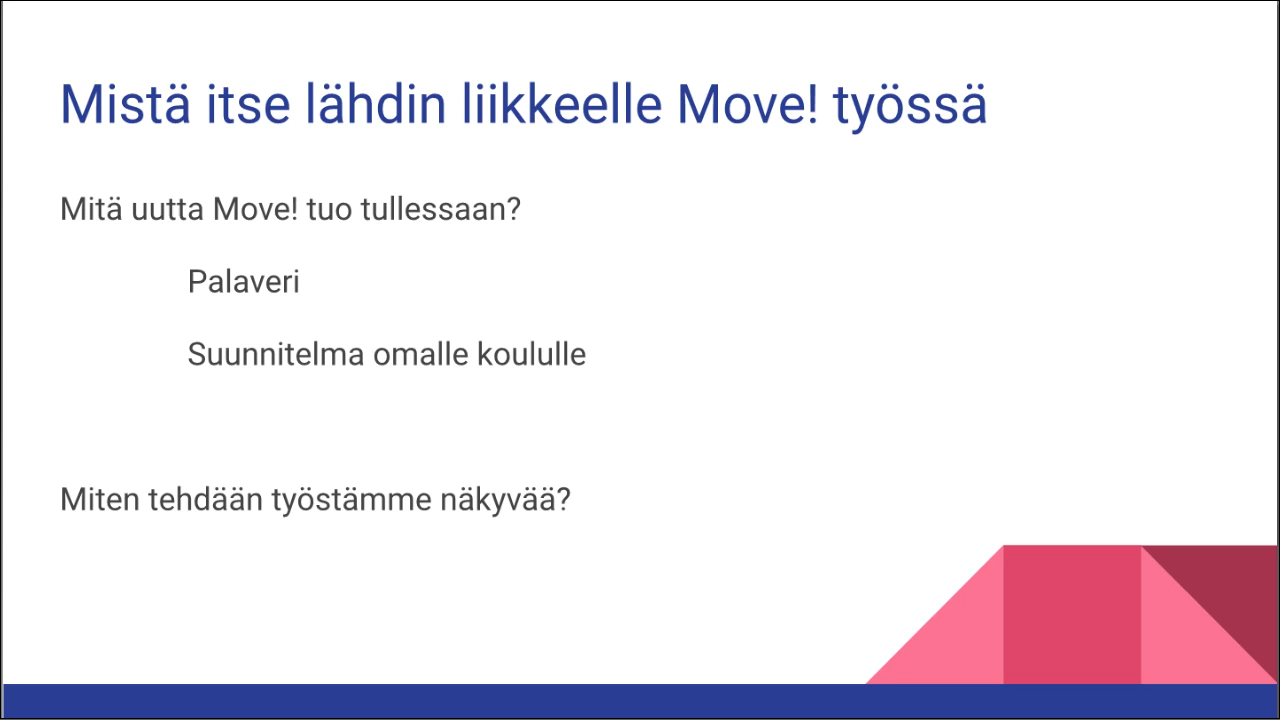 Mistä itse lähdin liikkeelle Move! työssä
Mitä uutta Move! tuo tullessaan?
Palaveri
Suunnitelma omalle koululle
Miten tehdään työstämme näkyvää?